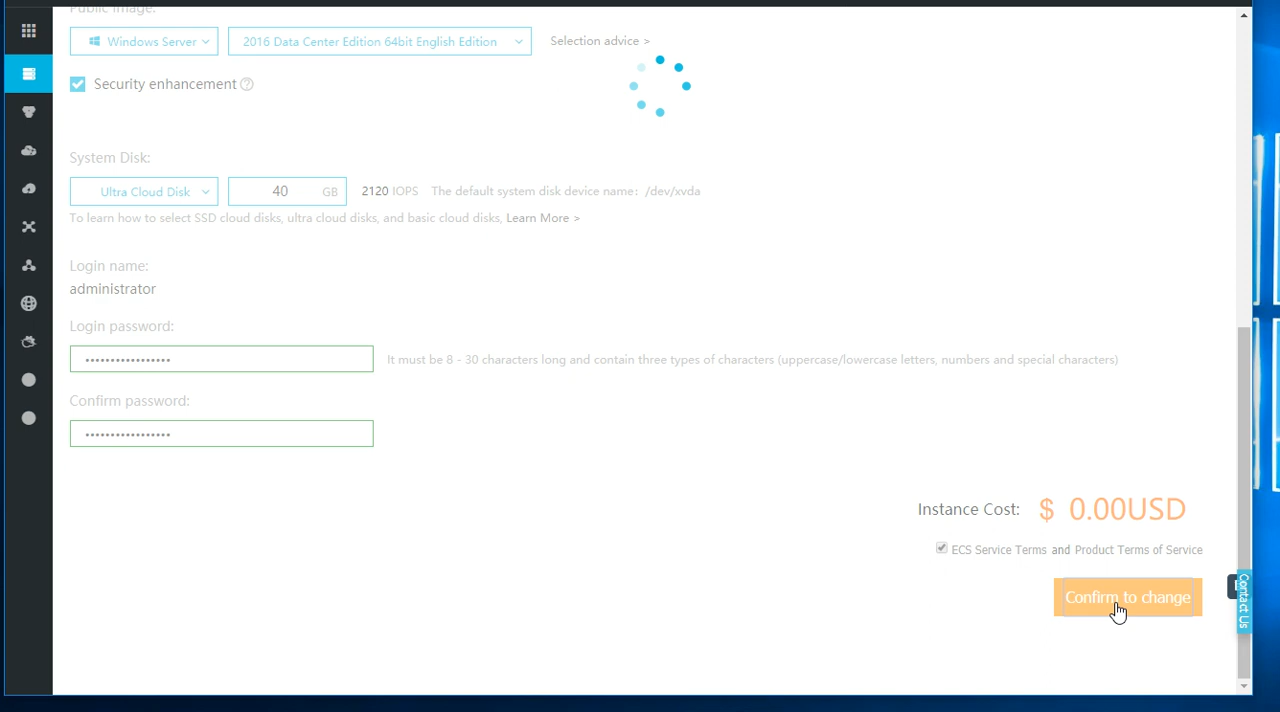 Public Image:
Windows Server 2016 Data Center Edition 64bit English Edition Selection advice >
Security enhancement ?
System Disk:
Ultra Cloud Disk 40 GB 2120 IOPS The default system disk device name: /dev/xvda
To learn how to select SSD cloud disks, ultra cloud disks, and basic cloud disks, Learn More >
Login name:
administrator
Login password:
•••••••••••••••••
It must be 8 - 30 characters long and contain three types of characters (uppercase/lowercase letters, numbers and special characters)
Confirm password:
•••••••••••••••••
Instance Cost: $ 0.00USD
ECS Service Terms and Product Terms of Service
Confirm to change
Contact Us